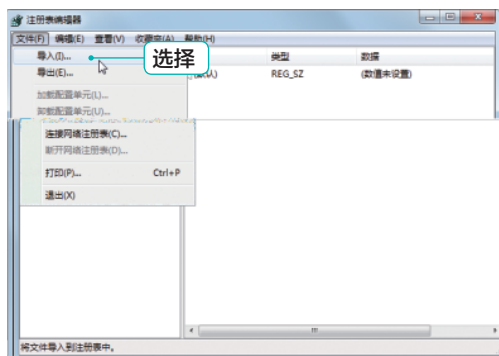 注册表编辑器
文件(F) 编辑(E) 查看(V) 收藏夹(A) 帮助(H)
导入(I)...
选择
类型 数据
导出(E)...
(默认) REG_SZ (数值未设置)
加载配置单元(L)...
卸载配置单元(U)...
连接网络注册表(C)...
断开网络注册表(D)...
打印(P)... Ctrl+P
退出(X)
将文件导入到注册表中。